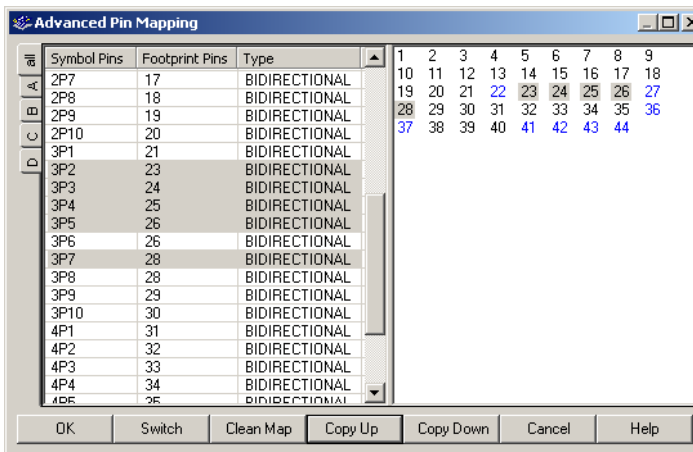 Advanced Pin Mapping
all
A
B
C
D
Symbol Pins Footprint Pins Type
2P7 17 BIDIRECTIONAL
2P8 18 BIDIRECTIONAL
2P9 19 BIDIRECTIONAL
2P10 20 BIDIRECTIONAL
3P1 21 BIDIRECTIONAL
3P2 23 BIDIRECTIONAL
3P3 24 BIDIRECTIONAL
3P4 25 BIDIRECTIONAL
3P5 26 BIDIRECTIONAL
3P6 26 BIDIRECTIONAL
3P7 28 BIDIRECTIONAL
3P8 28 BIDIRECTIONAL
3P9 29 BIDIRECTIONAL
3P10 30 BIDIRECTIONAL
4P1 31 BIDIRECTIONAL
4P2 32 BIDIRECTIONAL
4P3 33 BIDIRECTIONAL
4P4 34 BIDIRECTIONAL
4P5 35 BIDIRECTIONAL
1 2 3 4 5 6 7 8 9
10 11 12 13 14 15 16 17 18
19 20 21 22 23 24 25 26 27
28 29 30 31 32 33 34 35 36
37 38 39 40 41 42 43 44
OK Switch Clean Map Copy Up Copy Down Cancel Help